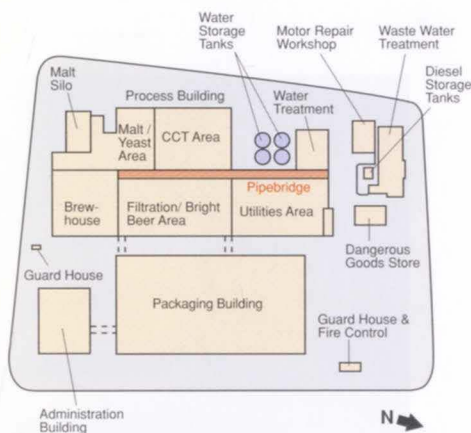 Water
Storage
Tanks
Motor Repair
Workshop
Waste Water
Treatment
Malt
Silo
Process Building
Water
Treatment
Diesel
Storage
Tanks
Malt /
Yeast
Area
CCT Area
Pipebridge
Brew-
house
Filtration/ Bright
Beer Area
Utilities Area
Dangerous
Goods Store
Guard House
Packaging Building
Guard House &
Fire Control
Administration
Building
N